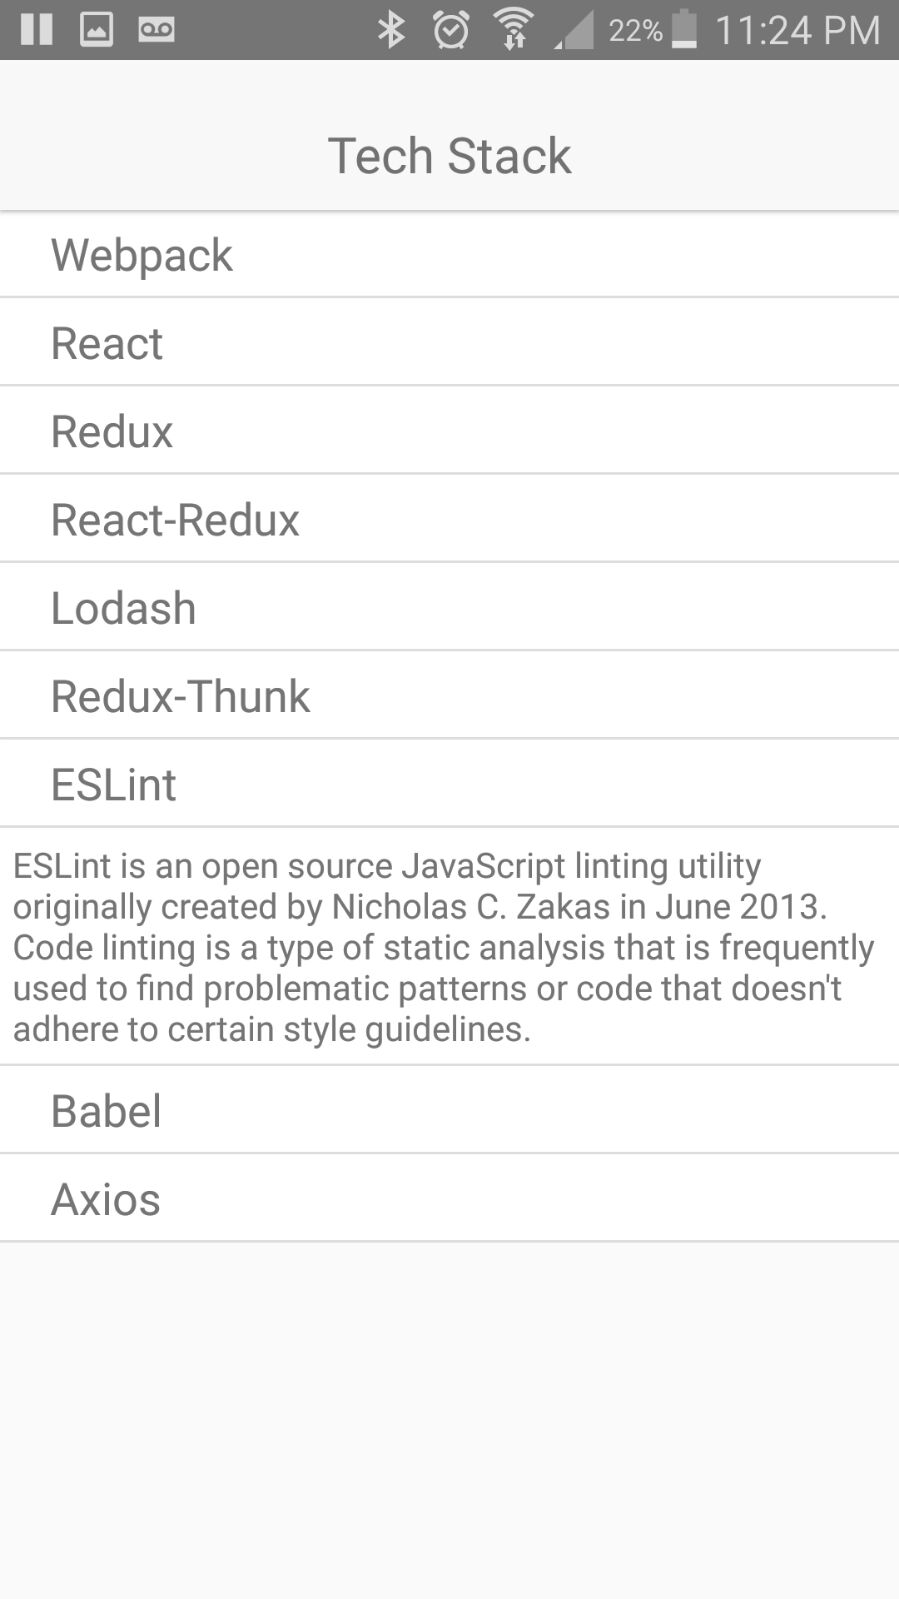 22% 11:24 PM
Tech Stack
Webpack
React
Redux
React-Redux
Lodash
Redux-Thunk
ESLint
ESLint is an open source JavaScript linting utility
originally created by Nicholas C. Zakas in June 2013.
Code linting is a type of static analysis that is frequently
used to find problematic patterns or code that doesn't
adhere to certain style guidelines.
Babel
Axios